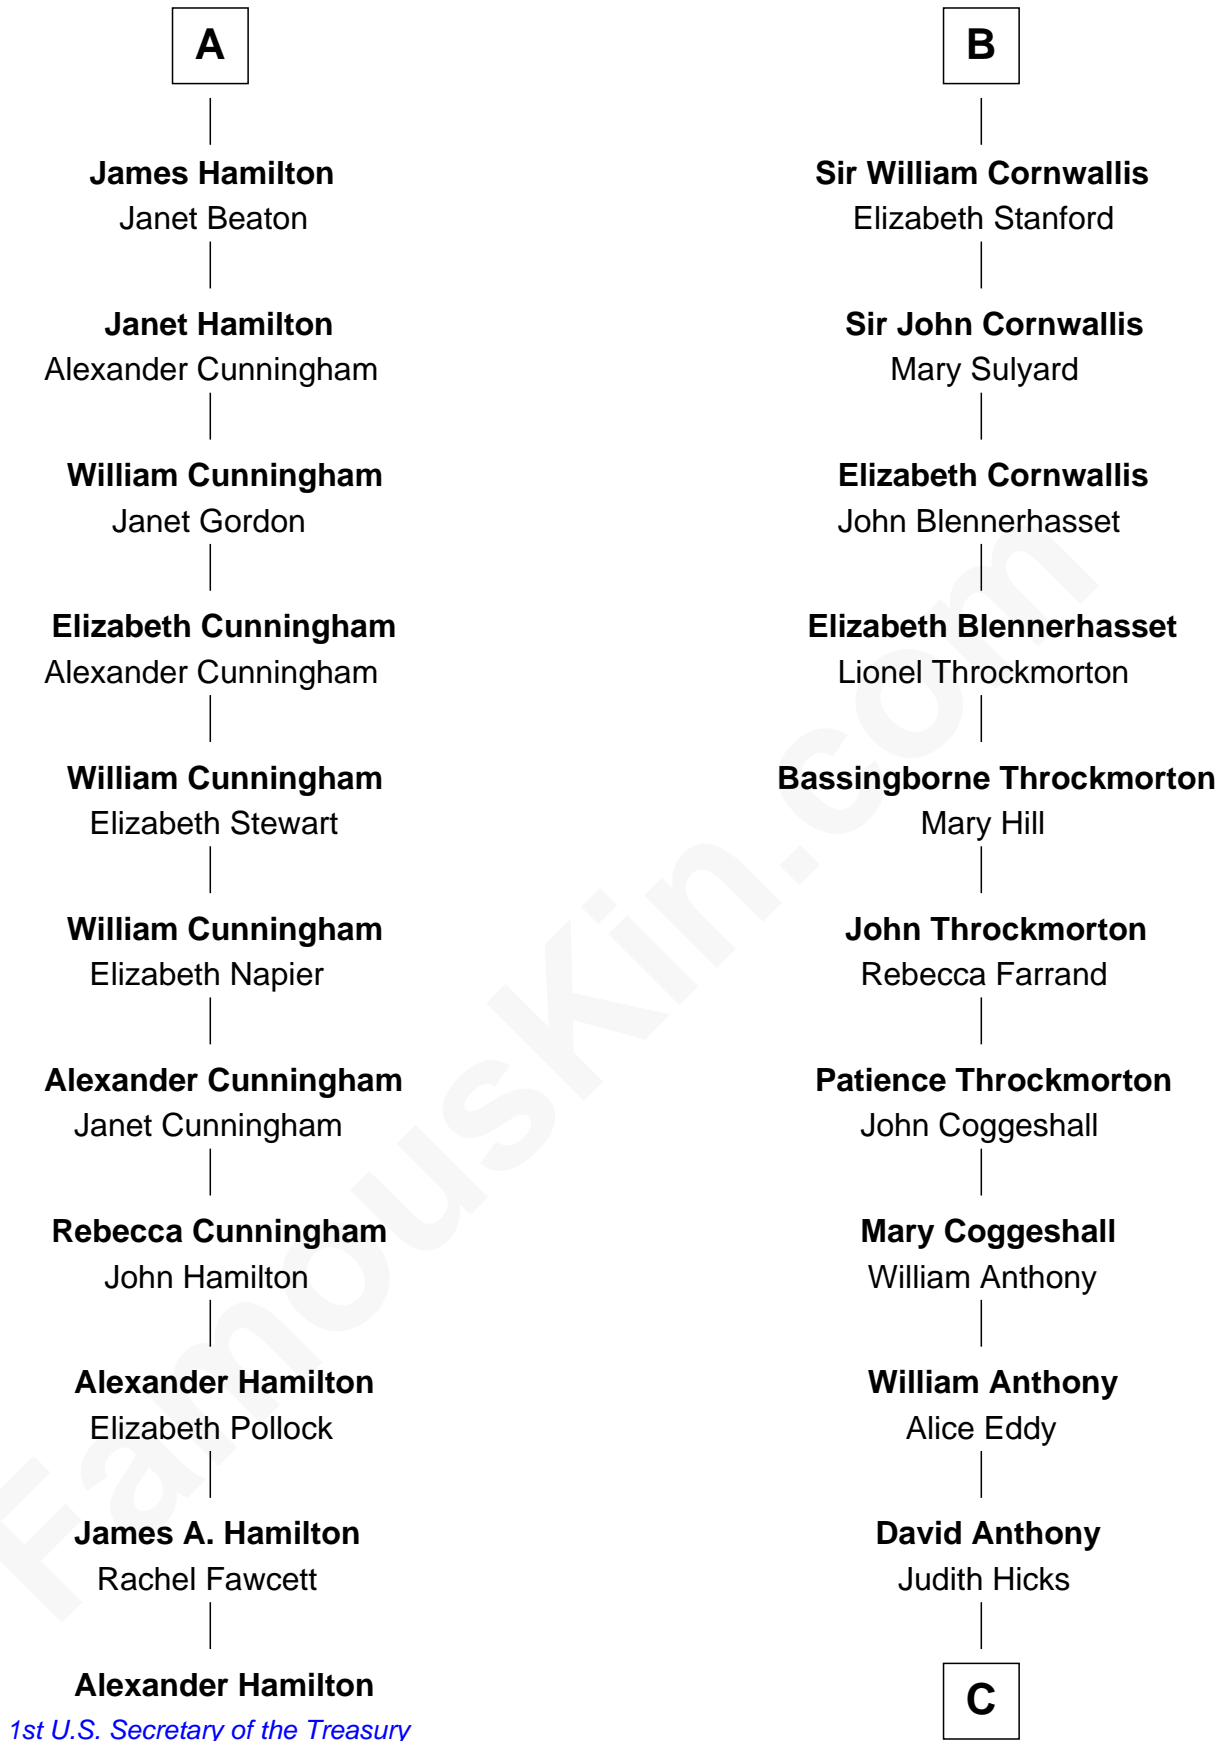 A
James Hamilton
Janet Beaton
Janet Hamilton
Alexander Cunningham
William Cunningham
Janet Gordon
Elizabeth Cunningham
Alexander Cunningham
William Cunningham
Elizabeth Stewart
William Cunningham
Elizabeth Napier
Alexander Cunningham
Janet Cunningham
Rebecca Cunningham
John Hamilton
Alexander Hamilton
Elizabeth Pollock
James A. Hamilton
Rachel Fawcett
Alexander Hamilton
1st U.S. Secretary of the Treasury
B
Sir William Cornwallis
Elizabeth Stanford
Sir John Cornwallis
Mary Sulyard
Elizabeth Cornwallis
John Blennerhasset
Elizabeth Blennerhasset
Lionel Throckmorton
Bassingborne Throckmorton
Mary Hill
John Throckmorton
Rebecca Farrand
Patience Throckmorton
John Coggeshall
Mary Coggeshall
William Anthony
William Anthony
Alice Eddy
David Anthony
Judith Hicks
C
FamousKin.com